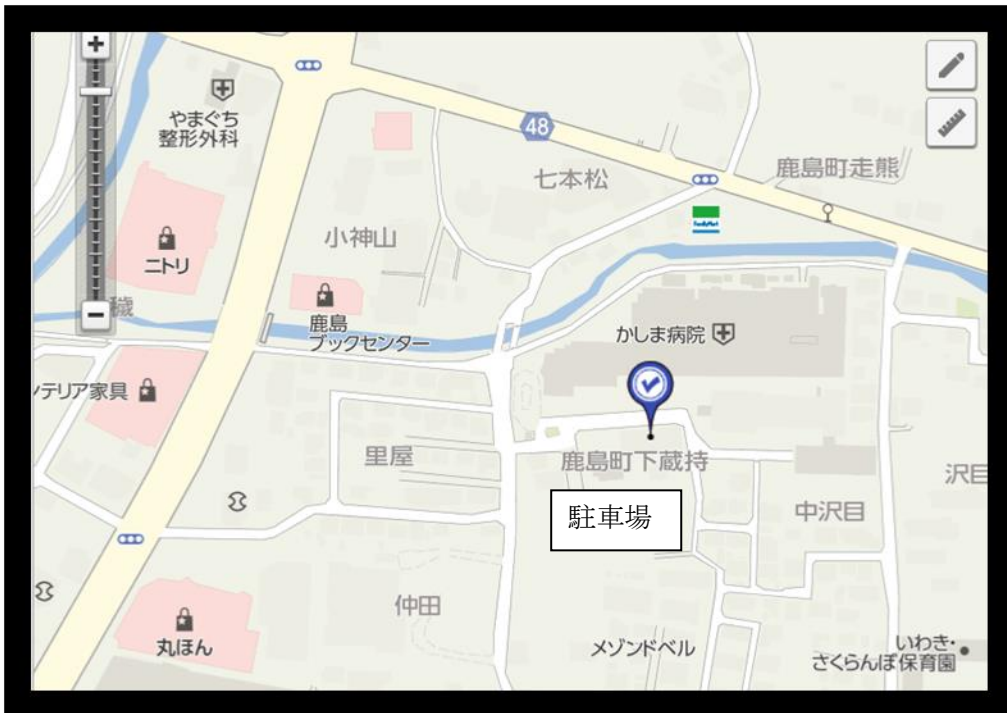 やまぐち
整形外科
48
七本松
鹿島町走熊
小神山
FamilyMart
ニトリ
穢
鹿島
ブックセンター
かしま病院
ンテリア家具
里屋
鹿島町下蔵持
沢目
駐車場
中沢目
仲田
丸ほん
メゾンドベル
いわき・
さくらんぼ保育園